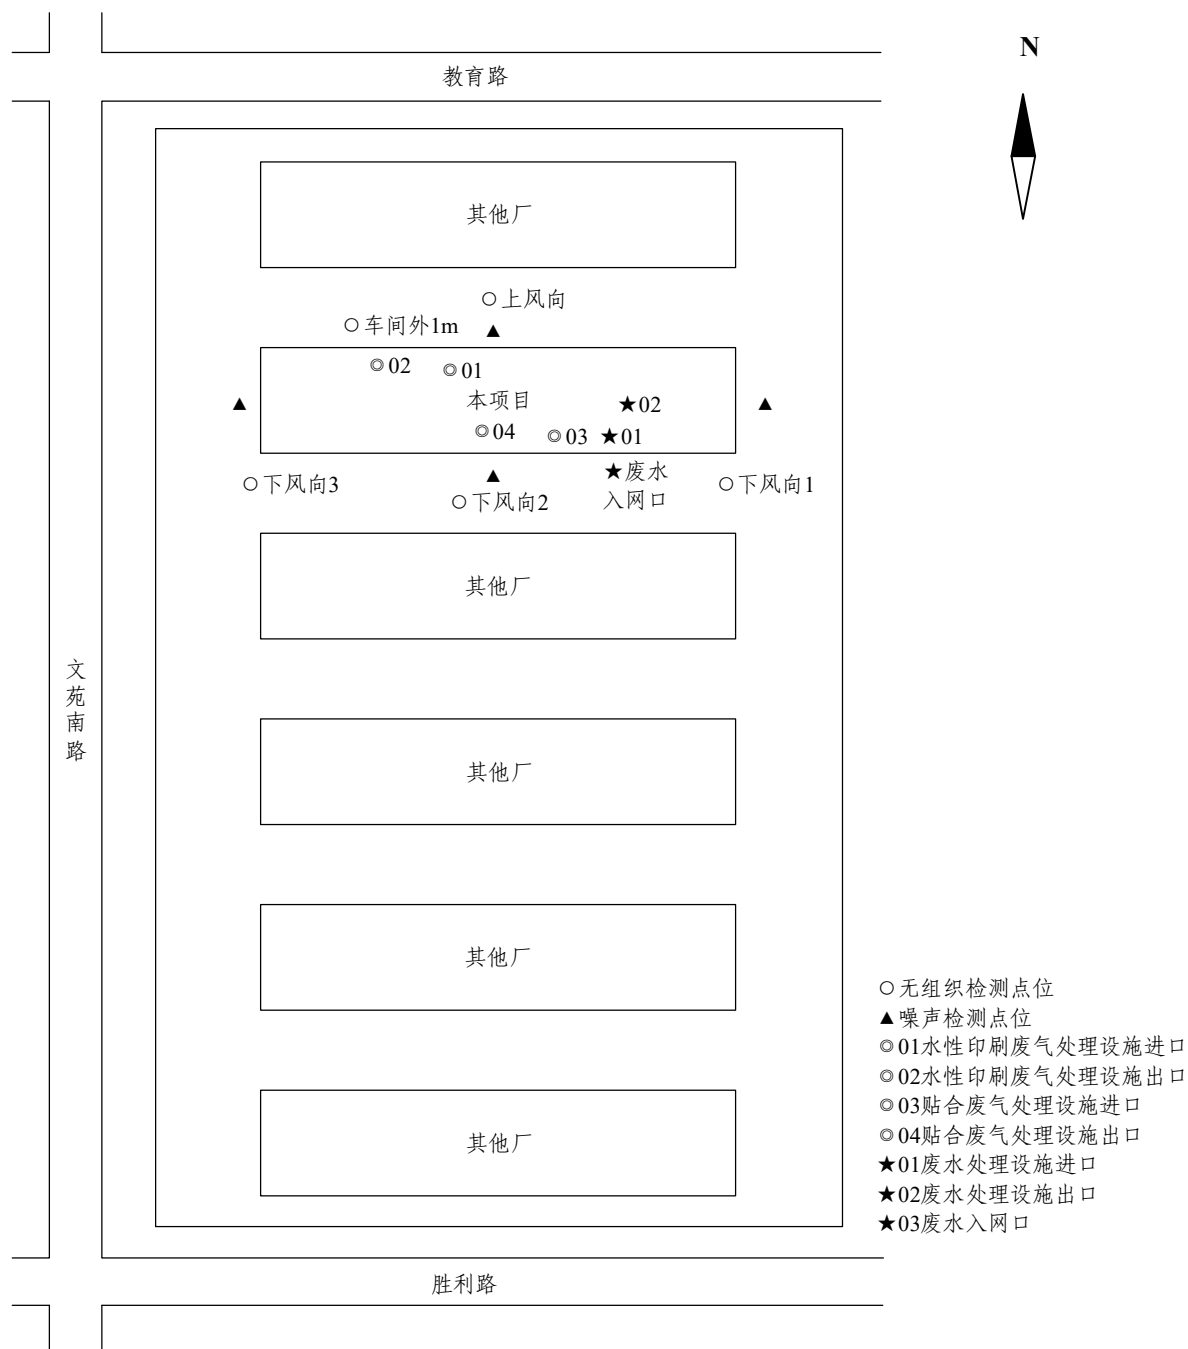 N
教育路
其他厂
○上风向
○车间外1m
▲
◎02
◎01
本项目
★02
▲
▲
◎04
◎03
★01
○下风向3
▲
★废水
入网口
○下风向1
○下风向2
其他厂
文苑南路
其他厂
其他厂
○无组织检测点位
▲噪声检测点位
◎01水性印刷废气处理设施进口
◎02水性印刷废气处理设施出口
◎03贴合废气处理设施进口
◎04贴合废气处理设施出口
★01废水处理设施进口
★02废水处理设施出口
★03废水入网口
其他厂
胜利路